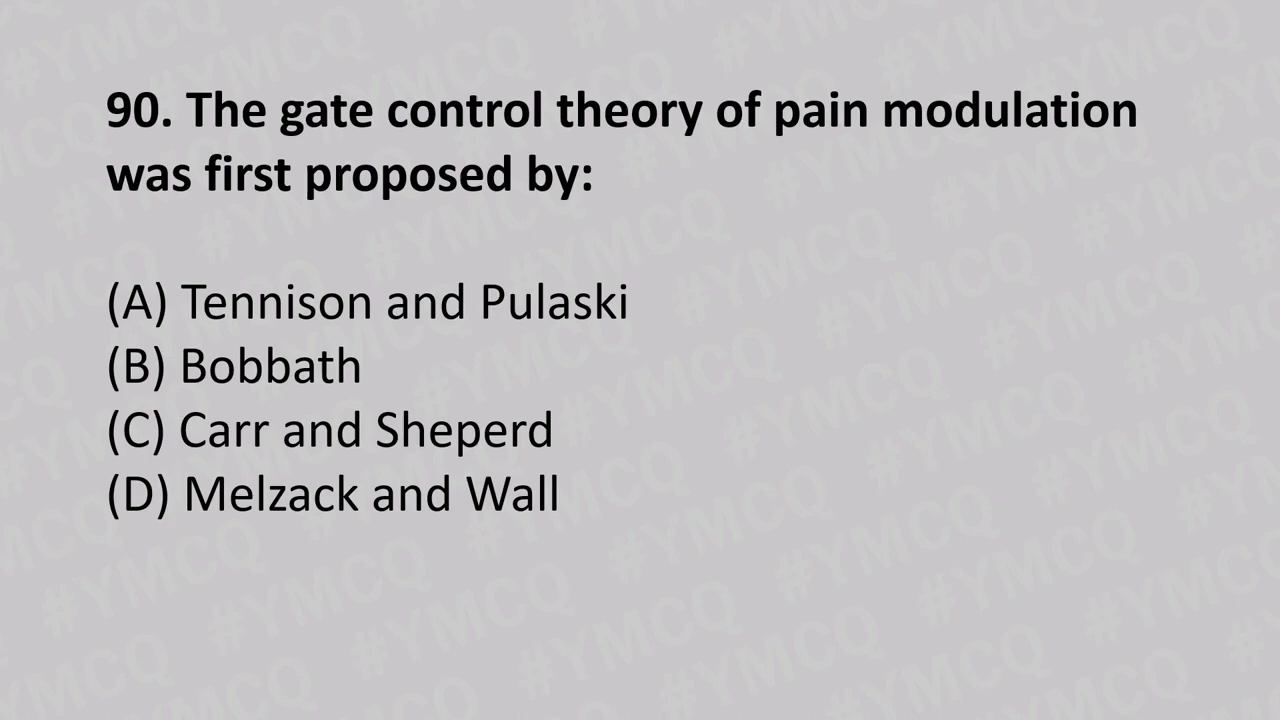 90. The gate control theory of pain modulation
was first proposed by:
(A) Tennison and Pulaski
(B) Bobbath
(C) Carr and Sheperd
(D) Melzack and Wall
#YMCQ